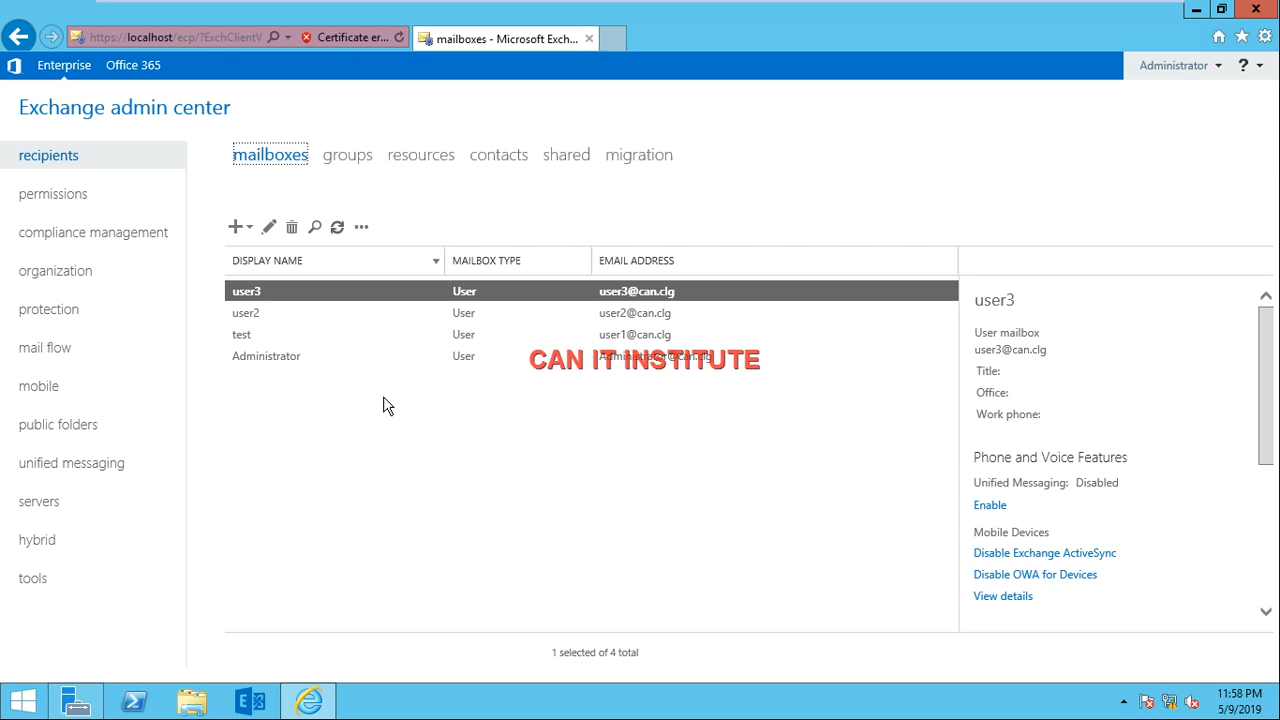 https://localhost/ecp/?ExchClientV
Certificate er...
mailboxes - Microsoft Exch...
Enterprise
Office 365
Administrator
?
Exchange admin center
recipients
permissions
compliance management
organization
protection
mail flow
mobile
public folders
unified messaging
servers
hybrid
tools
mailboxes groups resources contacts shared migration
DISPLAY NAME MAILBOX TYPE EMAIL ADDRESS
user3 User user3@can.clg
user2 User user2@can.clg
test User user1@can.clg
Administrator User Administrator@can.clg
CAN IT INSTITUTE
1 selected of 4 total
user3
User mailbox
user3@can.clg
Title:
Office:
Work phone:
Phone and Voice Features
Unified Messaging: Disabled
Enable
Mobile Devices
Disable Exchange ActiveSync
Disable OWA for Devices
View details
11:58 PM
5/9/2019